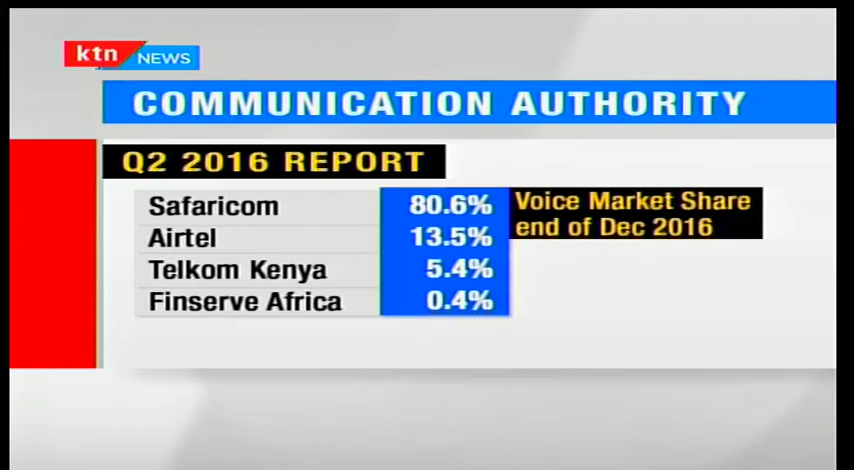 ktn
NEWS
COMMUNICATION AUTHORITY
Q2 2016 REPORT
Safaricom 80.6%
Airtel 13.5%
Telkom Kenya 5.4%
Finserve Africa 0.4%
Voice Market Share
end of Dec 2016